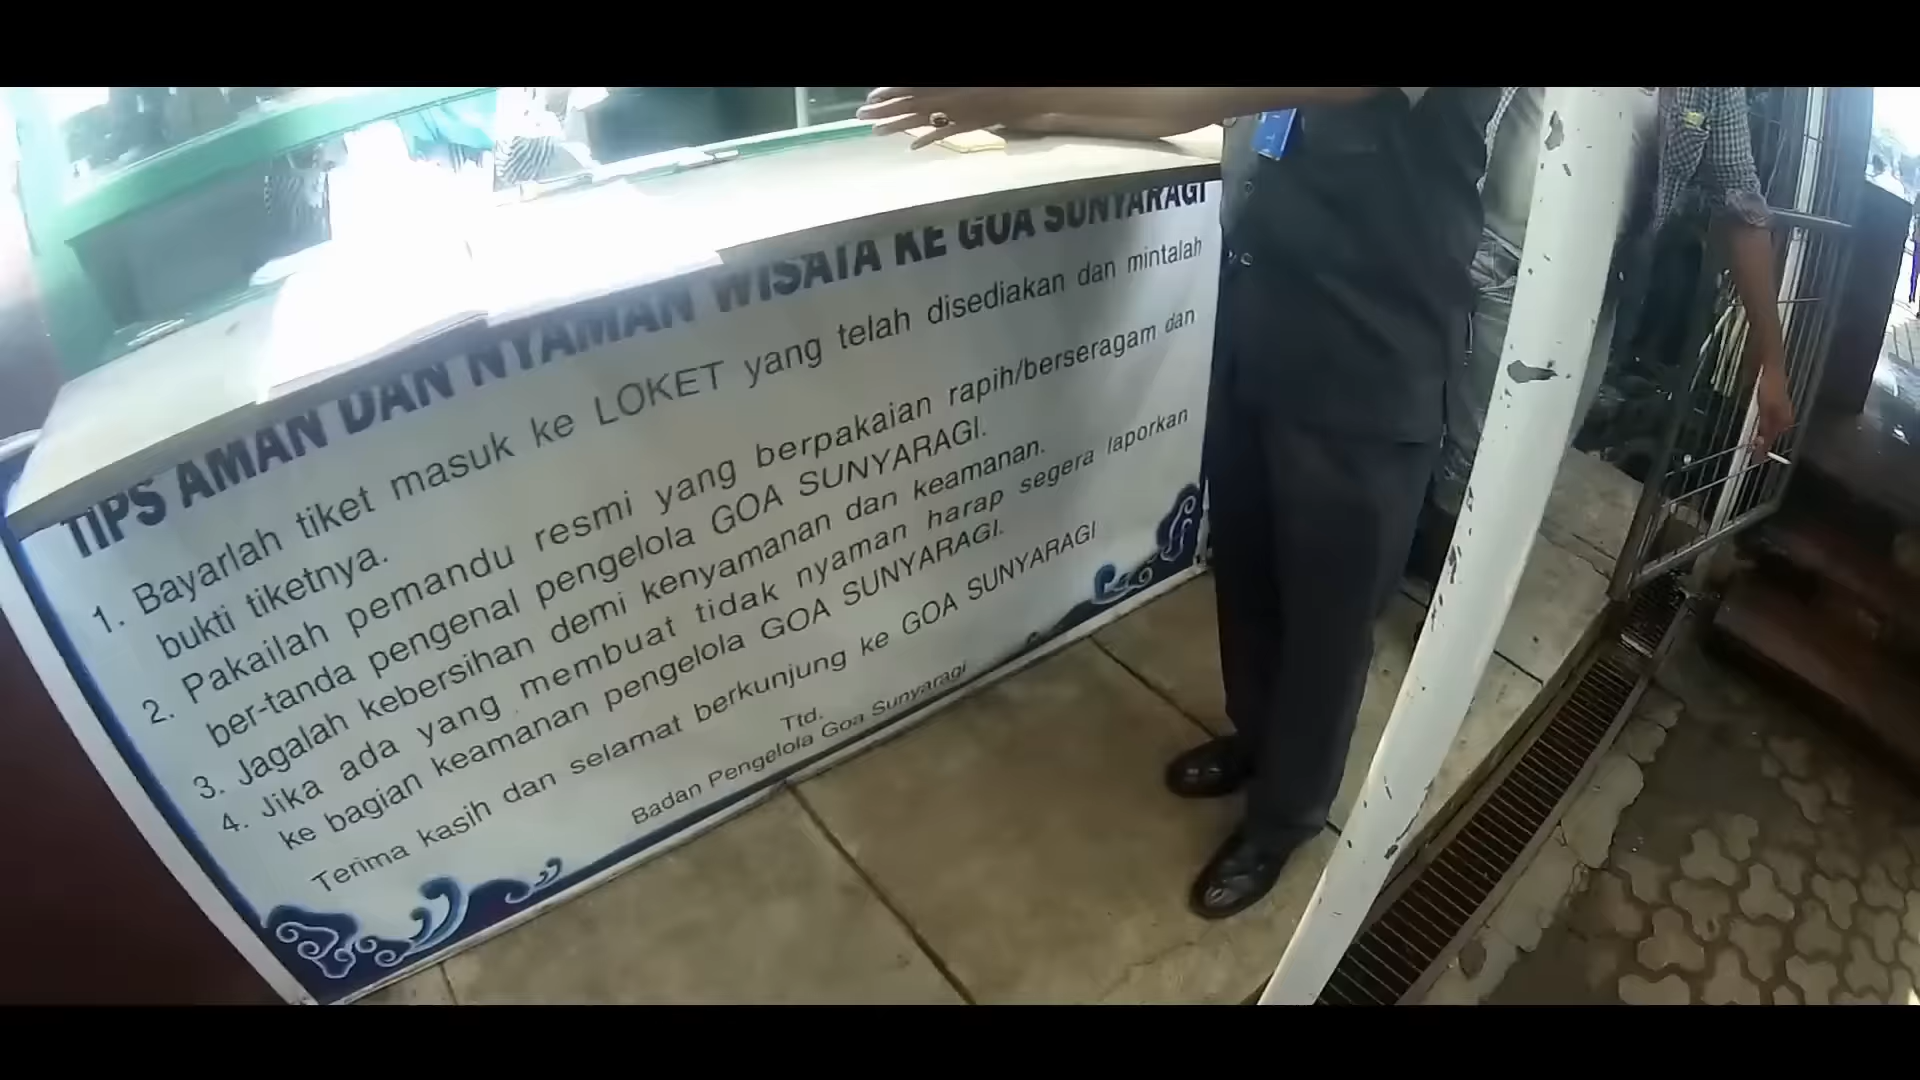 TIPS AMAN DAN NYAMAN WISATA KE GOA SUNYARAGI
1. Bayarlah tiket masuk ke LOKET yang telah disediakan dan mintalah
bukti tiketnya.
2. Pakailah pemandu resmi yang berpakaian rapih/berseragam dan
ber-tanda pengenal pengelola GOA SUNYARAGI.
3. Jagalah kebersihan demi kenyamanan dan keamanan.
4. Jika ada yang membuat tidak nyaman harap segera laporkan
ke bagian keamanan pengelola GOA SUNYARAGI.
Terima kasih dan selamat berkunjung ke GOA SUNYARAGI
Ttd.
Badan Pengelola Goa Sunyaragi